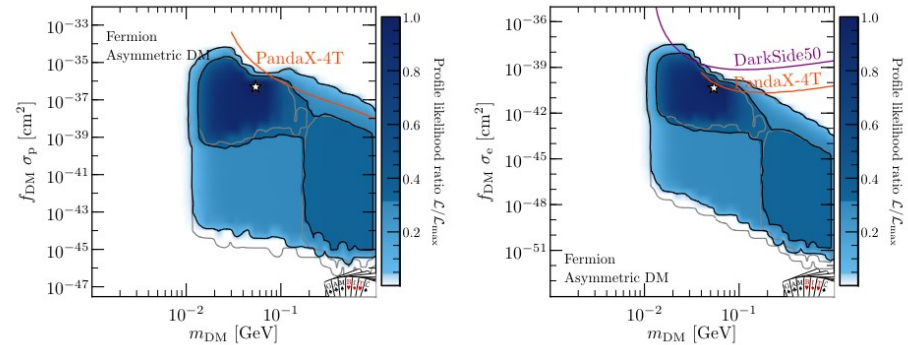 10⁻³³
10⁻³⁵
10⁻³⁷
10⁻³⁹
10⁻⁴¹
10⁻⁴³
10⁻⁴⁵
10⁻⁴⁷
f_DM σ_p [cm²]
Fermion
Asymmetric DM
PandaX-4T
10⁻² 10⁻¹
m_DM [GeV]
1.0
0.8
0.6
0.4
0.2
Profile likelihood ratio ℒ/ℒ_max
10⁻³⁶
10⁻³⁹
10⁻⁴²
10⁻⁴⁵
10⁻⁴⁸
10⁻⁵¹
f_DM σ_e [cm²]
DarkSide50
PandaX-4T
Fermion
Asymmetric DM
10⁻² 10⁻¹
m_DM [GeV]
1.0
0.8
0.6
0.4
0.2
Profile likelihood ratio ℒ/ℒ_max